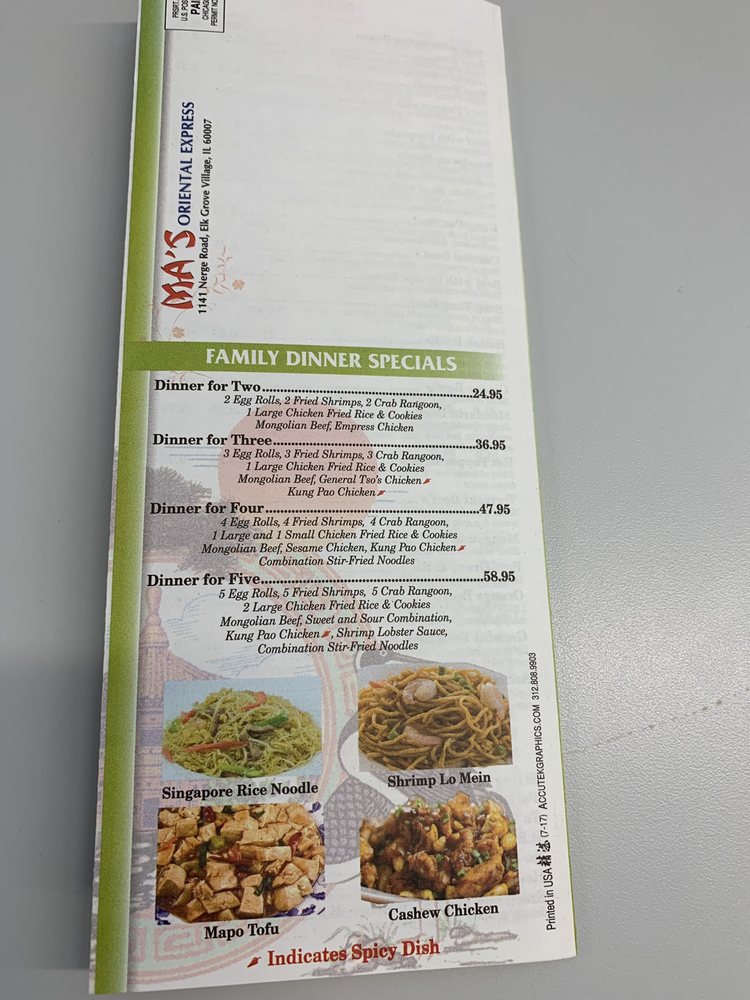 PRSRT
U.S. POS
PAI
CHICAG
PERMIT NO
MA'S ORIENTAL EXPRESS
1141 Nerge Road, Elk Grove Village, IL 60007
FAMILY DINNER SPECIALS
Dinner for Two..........24.95
2 Egg Rolls, 2 Fried Shrimps, 2 Crab Rangoon,
1 Large Chicken Fried Rice & Cookies
Mongolian Beef, Empress Chicken
Dinner for Three..........36.95
3 Egg Rolls, 3 Fried Shrimps, 3 Crab Rangoon,
1 Large Chicken Fried Rice & Cookies
Mongolian Beef, General Tso's Chicken
Kung Pao Chicken
Dinner for Four..........47.95
4 Egg Rolls, 4 Fried Shrimps, 4 Crab Rangoon,
1 Large and 1 Small Chicken Fried Rice & Cookies
Mongolian Beef, Sesame Chicken, Kung Pao Chicken
Combination Stir-Fried Noodles
Dinner for Five..........58.95
5 Egg Rolls, 5 Fried Shrimps, 5 Crab Rangoon,
2 Large Chicken Fried Rice & Cookies
Mongolian Beef, Sweet and Sour Combination,
Kung Pao Chicken, Shrimp Lobster Sauce,
Combination Stir-Fried Noodles
Singapore Rice Noodle
Shrimp Lo Mein
Mapo Tofu
Cashew Chicken
Indicates Spicy Dish
Printed in USA (7-17) ACCUTEKGRAPHICS.COM 312.808.9903